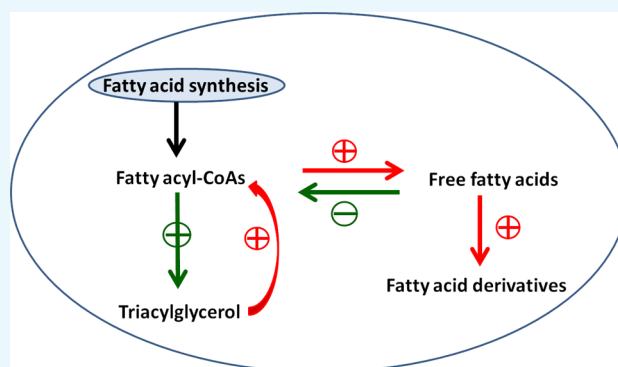 Fatty acid synthesis
Fatty acyl-CoAs
Free fatty acids
Triacylglycerol
Fatty acid derivatives